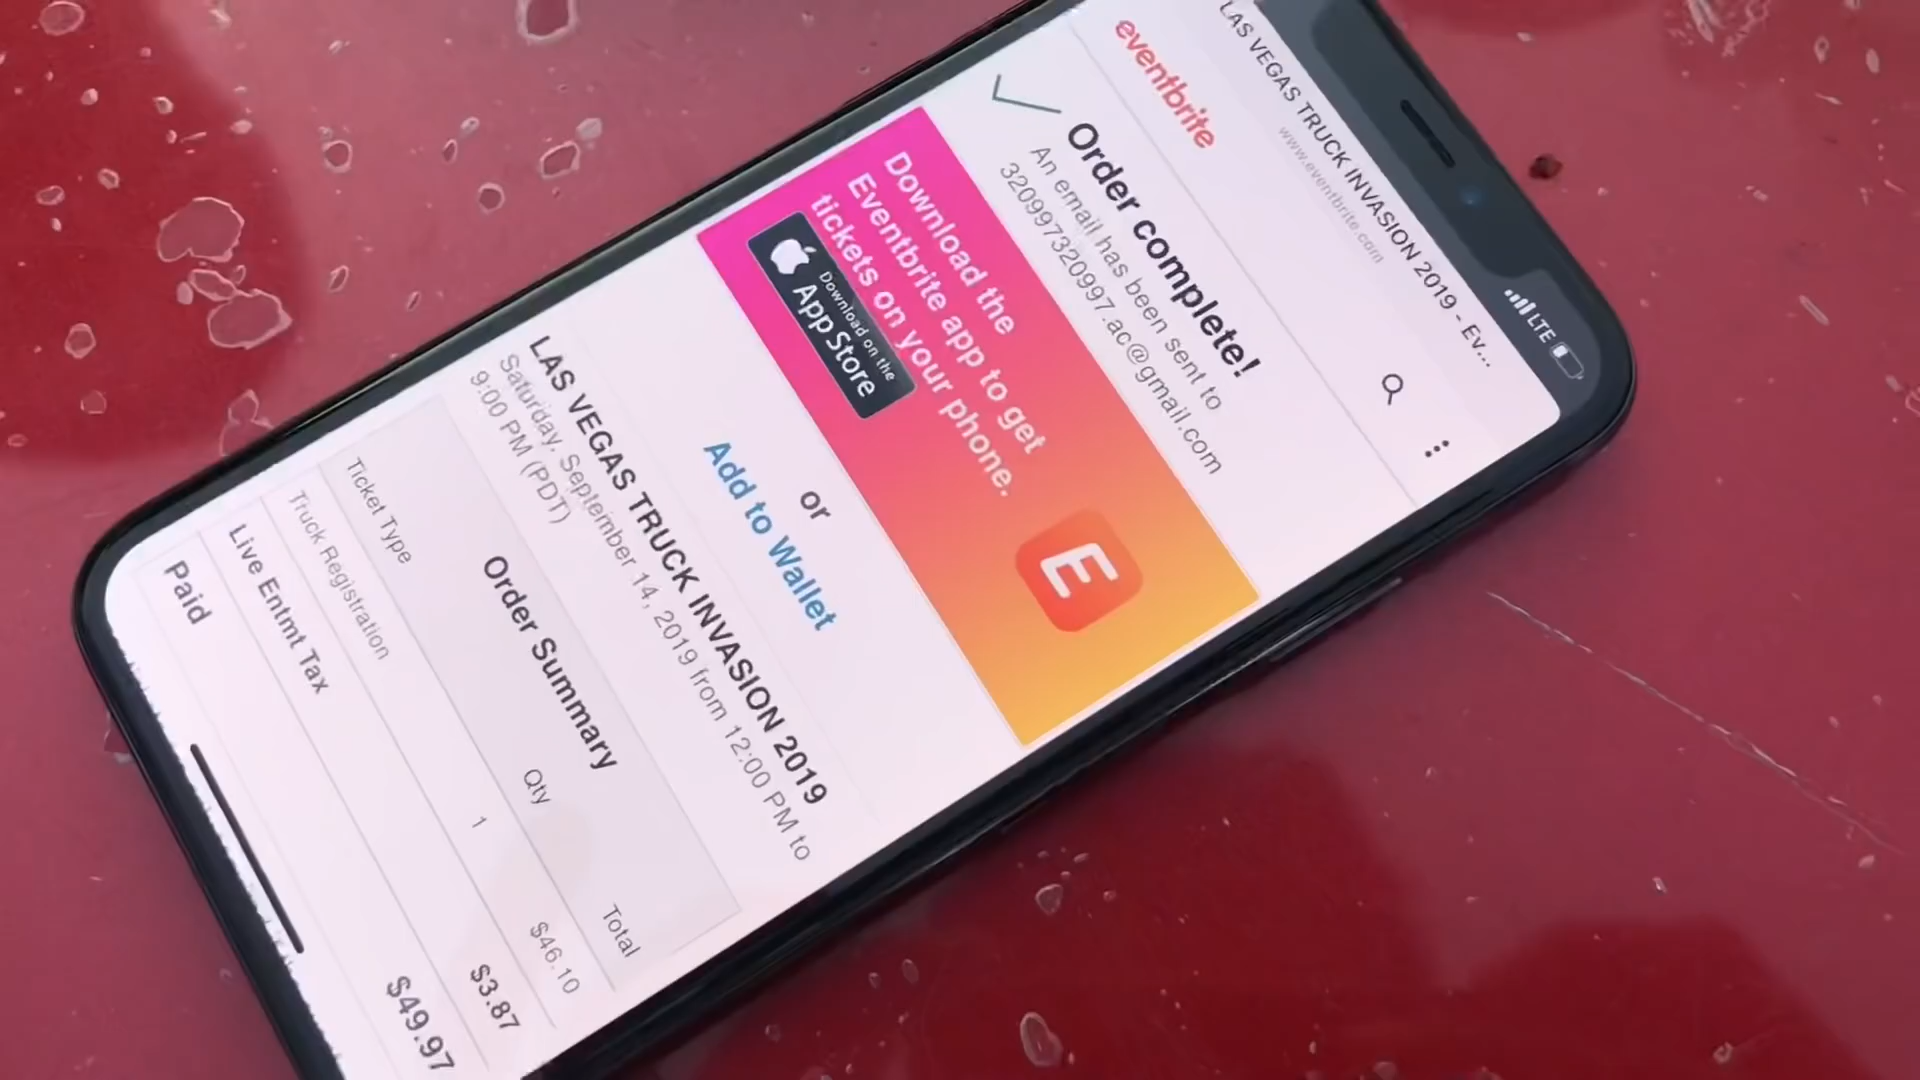 LTE
LAS VEGAS TRUCK INVASION 2019 - Ev...
www.eventbrite.com
eventbrite
Order complete!
An email has been sent to
320997320997.ac@gmail.com
Download the
Eventbrite app to get
tickets on your phone.
Download on the
App Store
E
or
Add to Wallet
LAS VEGAS TRUCK INVASION 2019
Saturday, September 14, 2019 from 12:00 PM to
9:00 PM (PDT)
Order Summary
Ticket Type Qty Total
Truck Registration 1 $46.10
Live Entmt Tax $3.87
Paid $49.97